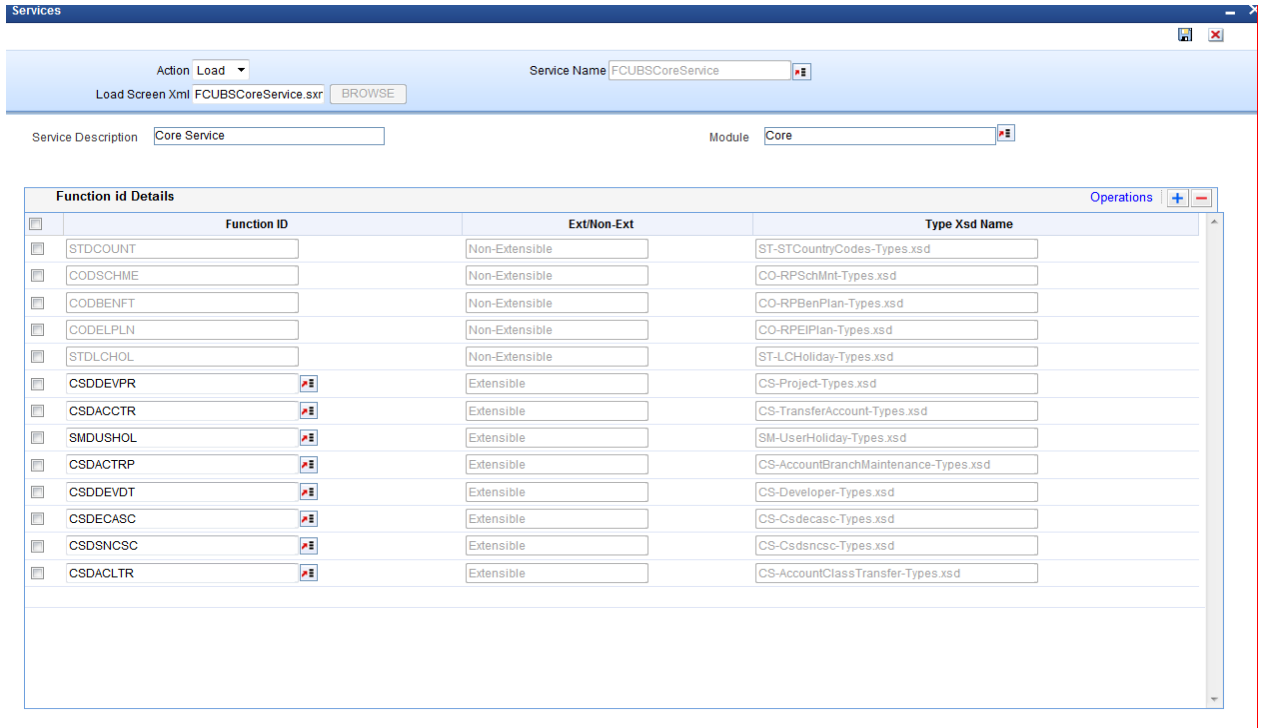 Services
Action Load Service Name FCUBSCoreService
Load Screen Xml FCUBSCoreService.sxr BROWSE
Service Description Core Service Module Core
Function id Details Operations
Function ID Ext/Non-Ext Type Xsd Name
STDCOUNT Non-Extensible ST-STCountryCodes-Types.xsd
CODSCHME Non-Extensible CO-RPSchMnt-Types.xsd
CODBENFT Non-Extensible CO-RPBenPlan-Types.xsd
CODELPLN Non-Extensible CO-RPElPlan-Types.xsd
STDLCHOL Non-Extensible ST-LCHoliday-Types.xsd
CSDDEVPR Extensible CS-Project-Types.xsd
CSDACCTR Extensible CS-TransferAccount-Types.xsd
SMDUSHOL Extensible SM-UserHoliday-Types.xsd
CSDACTRP Extensible CS-AccountBranchMaintenance-Types.xsd
CSDDEVDT Extensible CS-Developer-Types.xsd
CSDECASC Extensible CS-Csdecasc-Types.xsd
CSDSNCSC Extensible CS-Csdsncsc-Types.xsd
CSDACLTR Extensible CS-AccountClassTransfer-Types.xsd